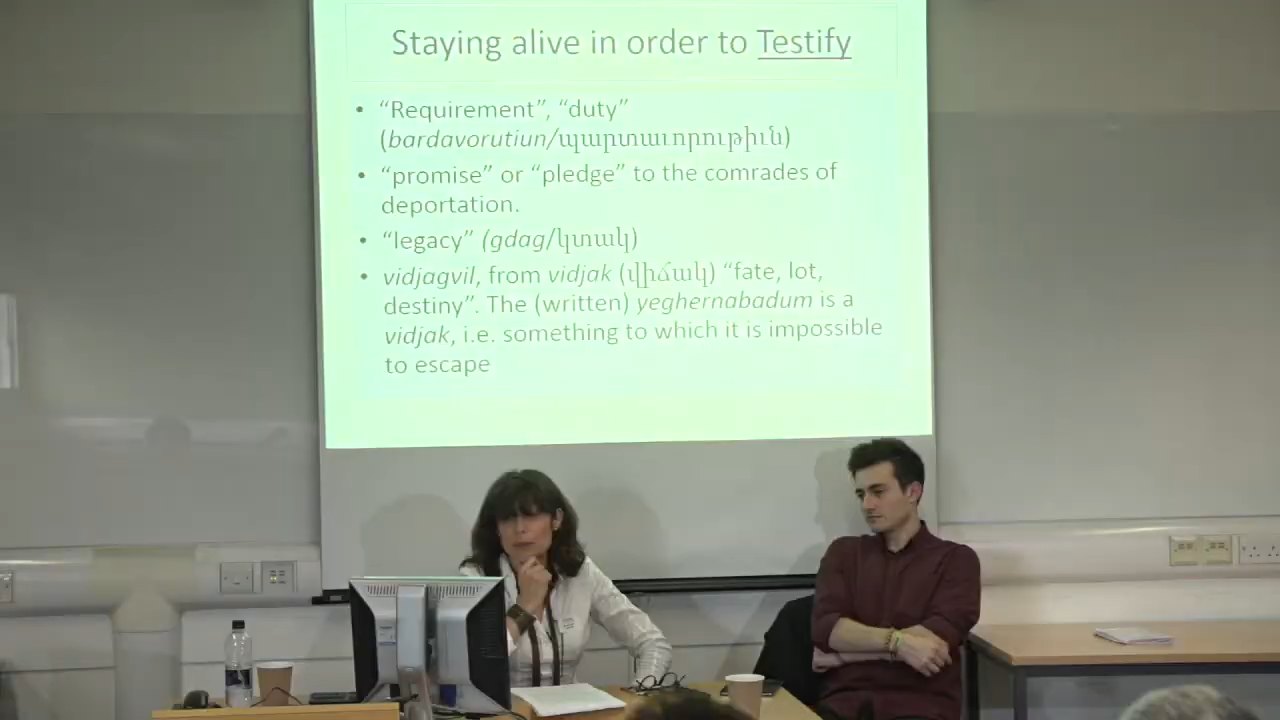 Staying alive in order to Testify
• “Requirement”, “duty”
(bardavorutiun/պարտաւորութիւն)
• “promise” or “pledge” to the comrades of
deportation.
• “legacy” (gdag/կտակ)
• vidjagvil, from vidjak (վիճակ) “fate, lot,
destiny”. The (written) yeghernabadum is a
vidjak, i.e. something to which it is impossible
to escape